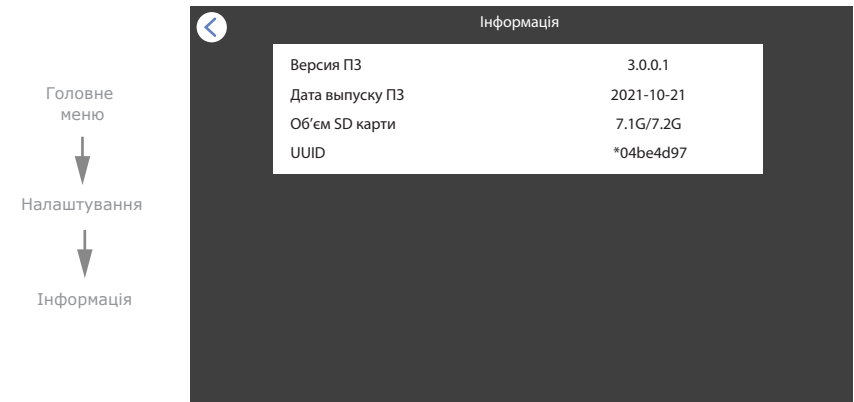 Головне
меню
Налаштування
Інформація
Інформація
Версия ПЗ 3.0.0.1
Дата выпуску ПЗ 2021-10-21
Об’єм SD карти 7.1G/7.2G
UUID *04be4d97